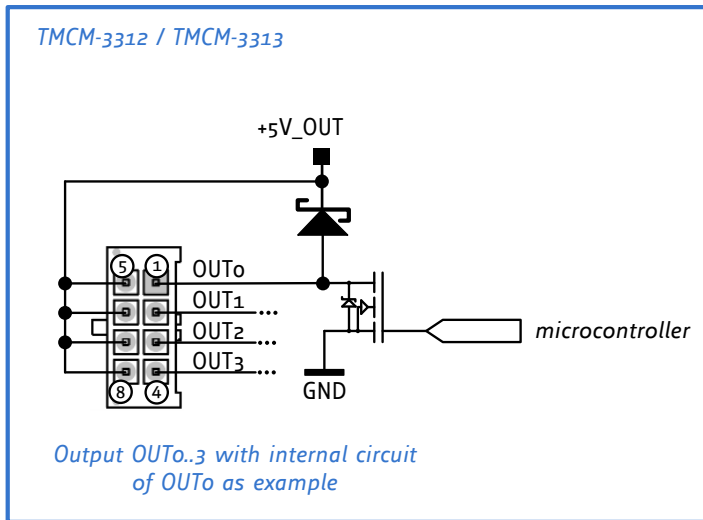 TMCM-3312 / TMCM-3313
+5V_OUT
5 1 OUT0
OUT1 ...
OUT2 ...
8 4 OUT3 ...
microcontroller
GND
Output OUT0..3 with internal circuit
of OUT0 as example